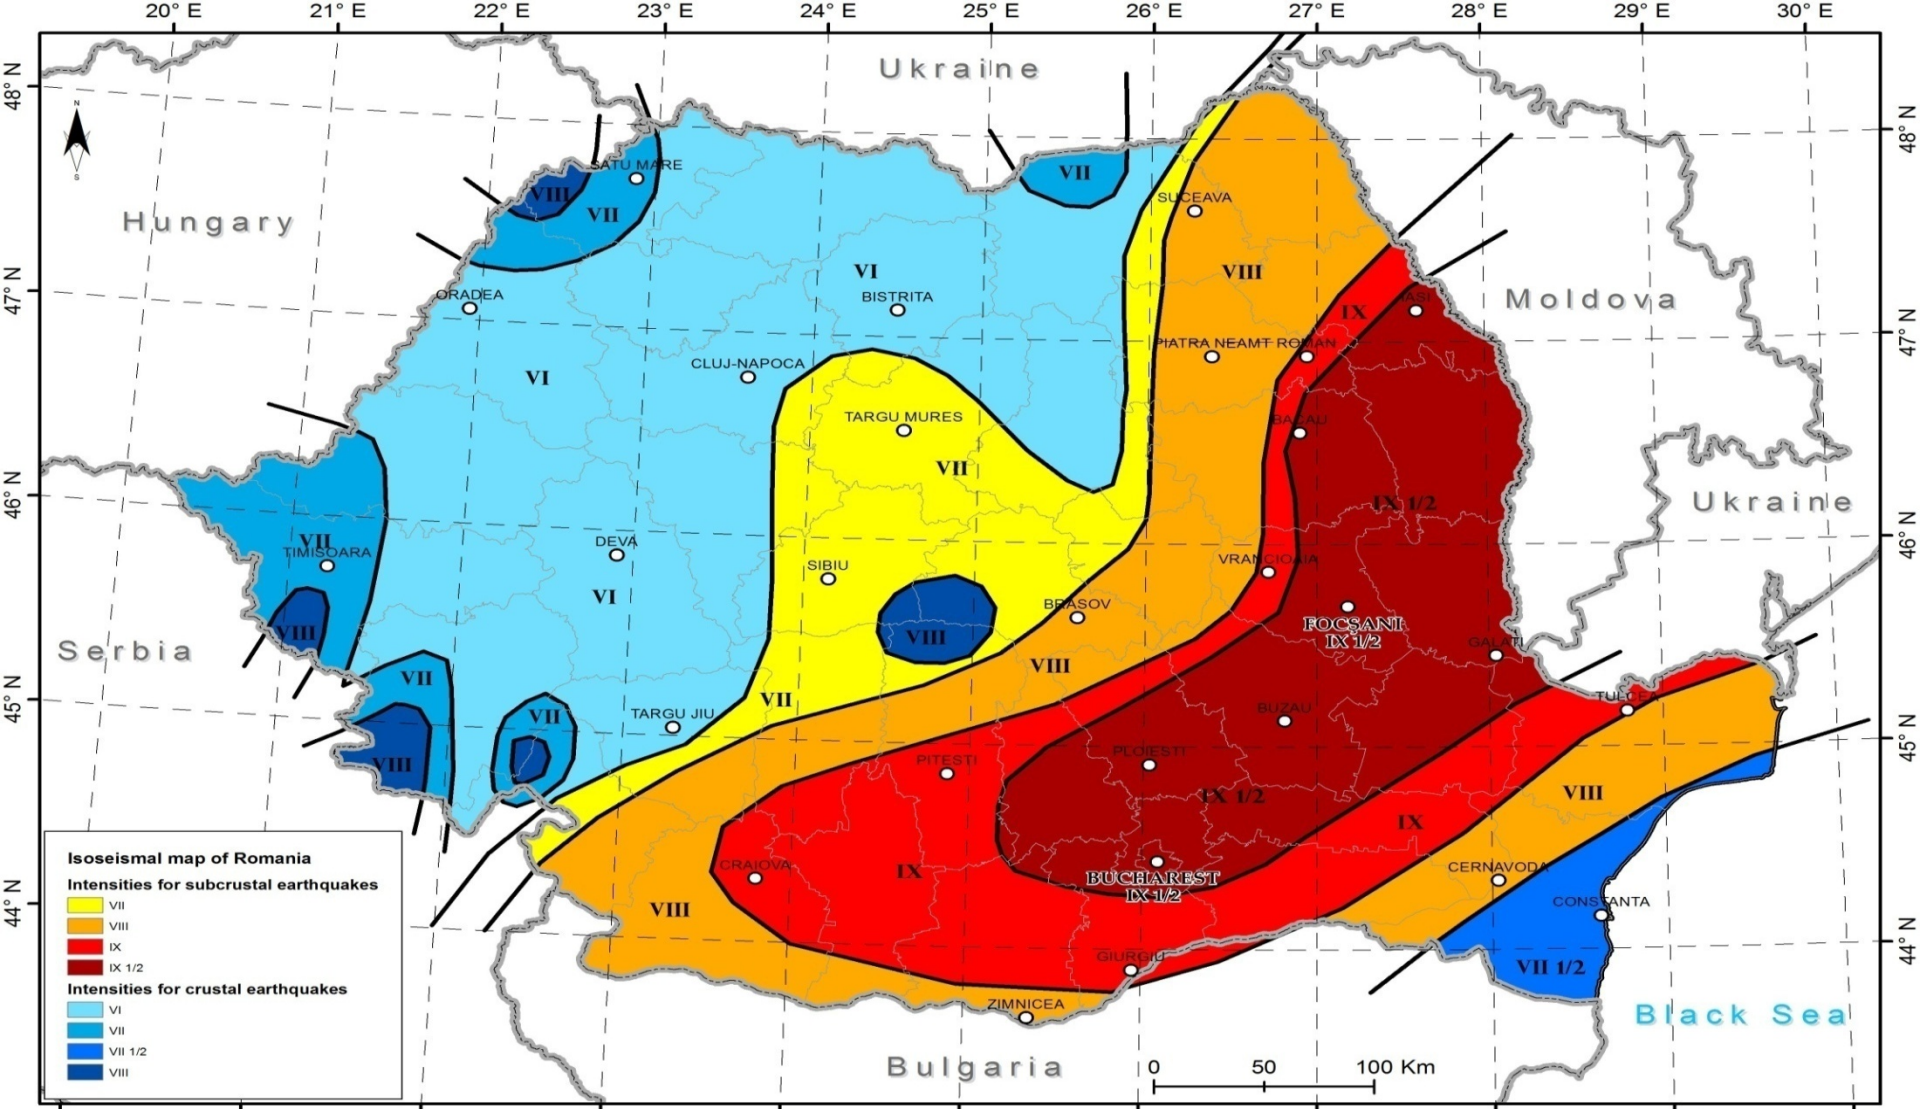 20° E 21° E 22° E 23° E 24° E 25° E 26° E 27° E 28° E 29° E 30° E
48° N
47° N
46° N
45° N
44° N
48° N
47° N
46° N
45° N
44° N
N
S
Ukraine
Hungary
Moldova
Ukraine
Serbia
Bulgaria
Black Sea
SATU MARE
VIII
VII
VII
SUCEAVA
VI
VIII
ORADEA
BISTRITA
IASI
IX
PIATRA NEAMT ROMAN
CLUJ-NAPOCA
VI
TARGU MURES
BACAU
VII
IX 1/2
VII
TIMISOARA
DEVA
SIBIU
VRANCIOAIA
VI
BRASOV
VIII
VIII
FOCȘANI
IX 1/2
GALATI
VIII
VII
VII
TULCEA
VII
TARGU JIU
BUZAU
VIII
PITESTI
PLOIESTI
IX 1/2
VIII
IX
CRAIOVA
IX
BUCHAREST
IX 1/2
CERNAVODA
VIII
CONSTANTA
GIURGIU
VII 1/2
ZIMNICEA
Isoseismal map of Romania
Intensities for subcrustal earthquakes
VII
VIII
IX
IX 1/2
Intensities for crustal earthquakes
VI
VII
VII 1/2
VIII
0 50 100 Km